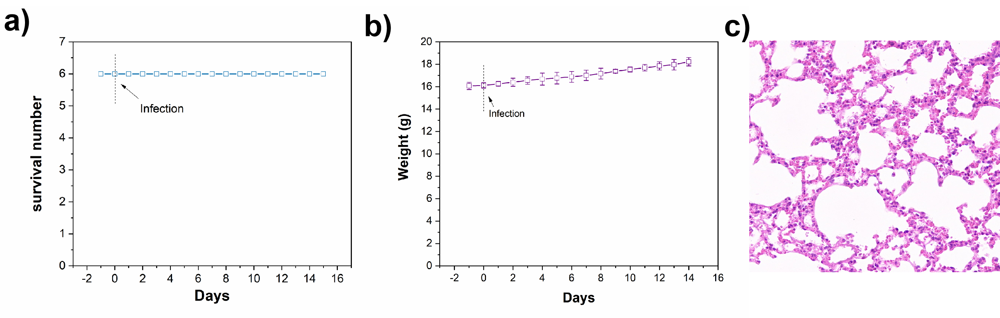 a)
7
6
5
4
3
2
1
0
survival number
Infection
-2 0 2 4 6 8 10 12 14 16
Days
b)
20
18
16
14
12
10
8
6
4
2
0
Weight (g)
Infection
-2 0 2 4 6 8 10 12 14 16
Days
c)